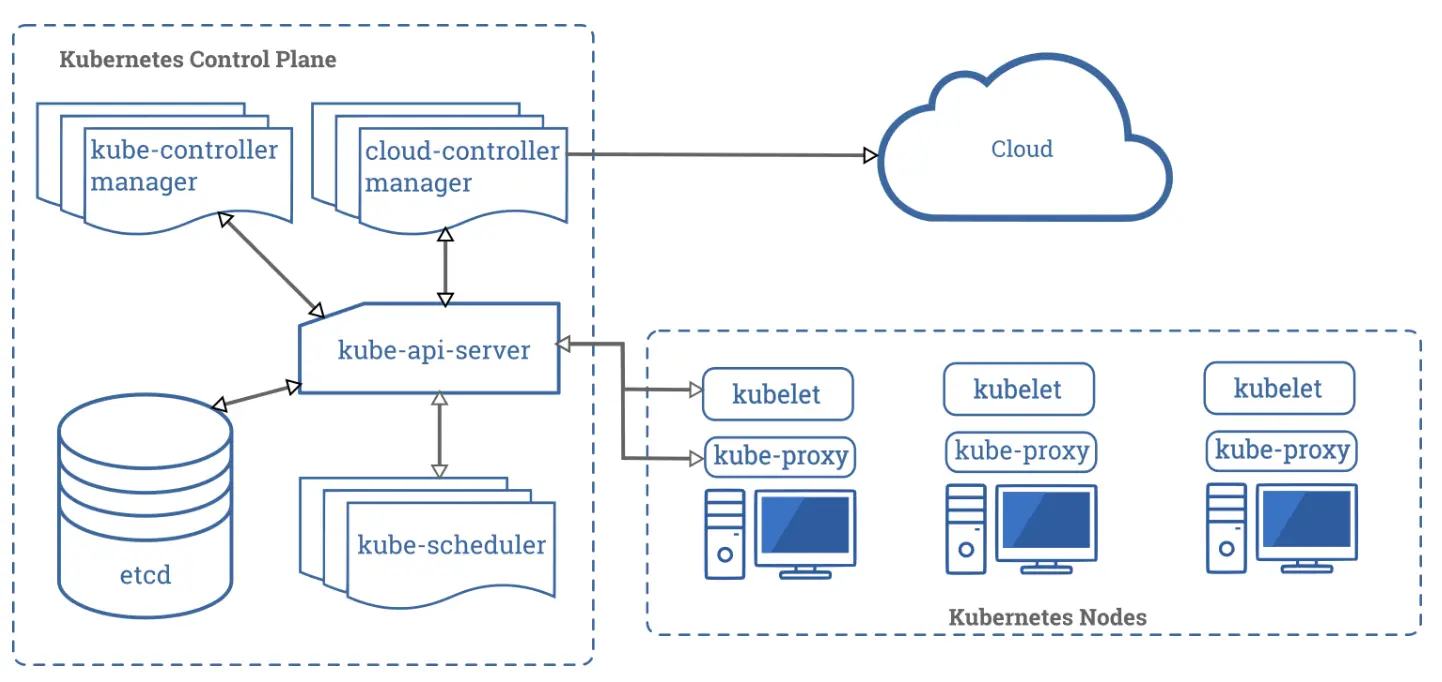 Kubernetes Control Plane
kube-controller
manager
cloud-controller
manager
Cloud
kube-api-server
kubelet
kubelet
kubelet
kube-proxy
kube-proxy
kube-proxy
kube-scheduler
etcd
Kubernetes Nodes